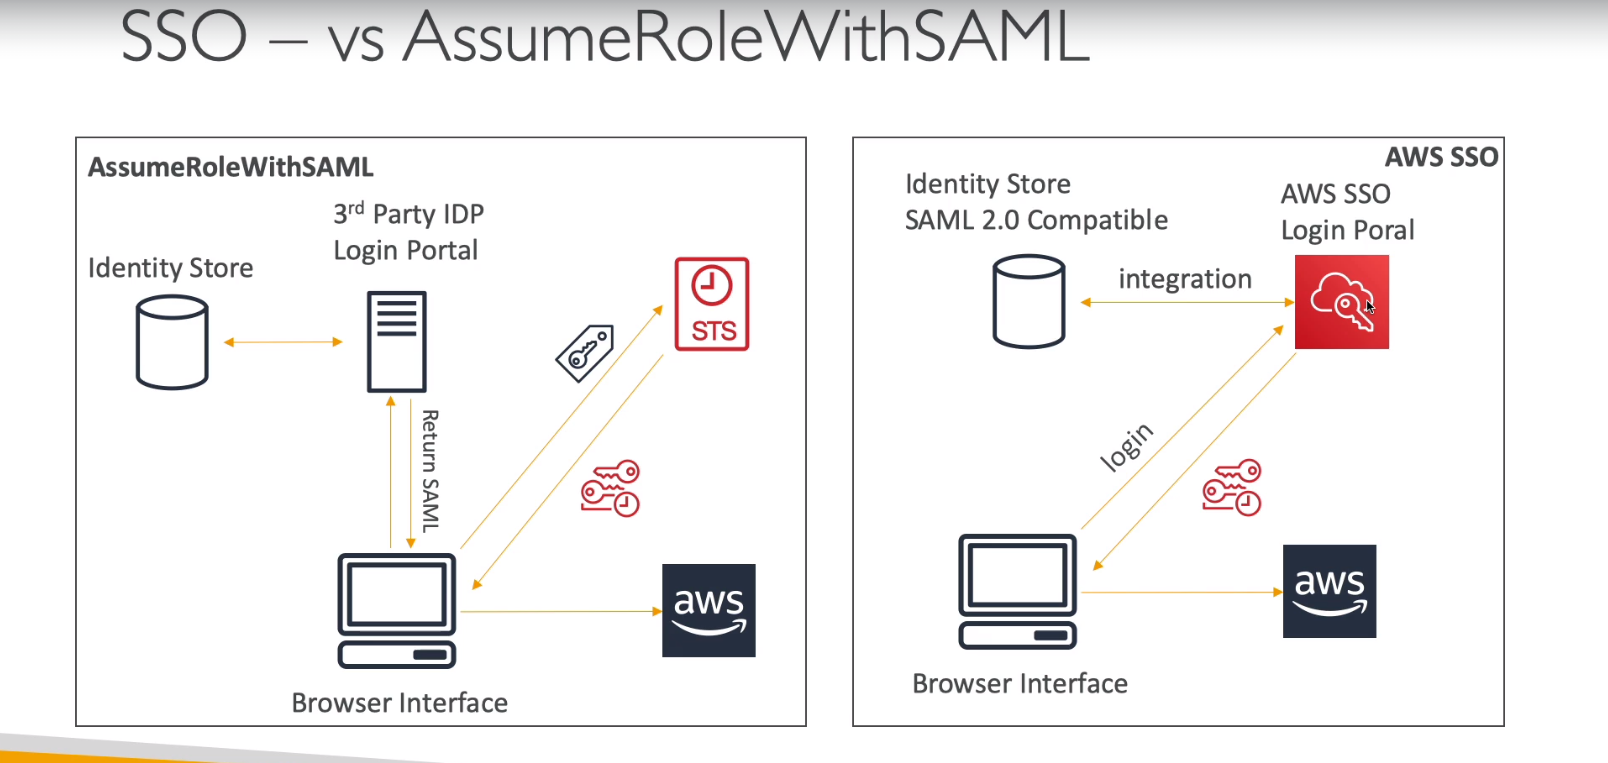 SSO – vs AssumeRoleWithSAML
AssumeRoleWithSAML
3rd Party IDP
Login Portal
Identity Store
STS
Return SAML
aws
Browser Interface
AWS SSO
Identity Store
SAML 2.0 Compatible
AWS SSO
Login Poral
integration
login
aws
Browser Interface